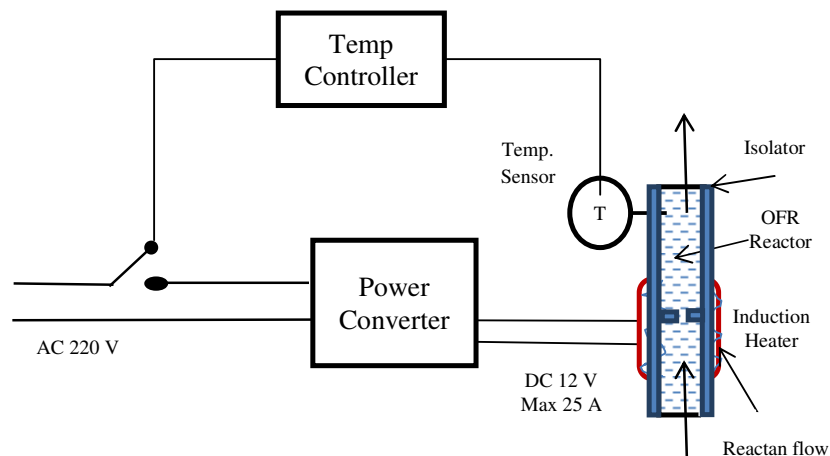 Temp
Controller
Temp.
Sensor
T
Isolator
OFR
Reactor
Power
Converter
Induction
Heater
AC 220 V
DC 12 V
Max 25 A
Reactan flow